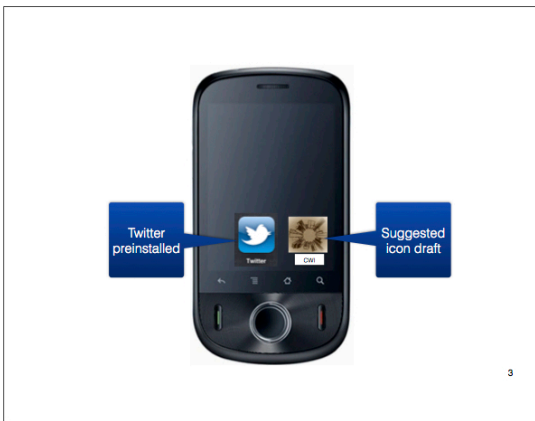 Twitter
preinstalled
Suggested
icon draft
Twitter
CWI
3